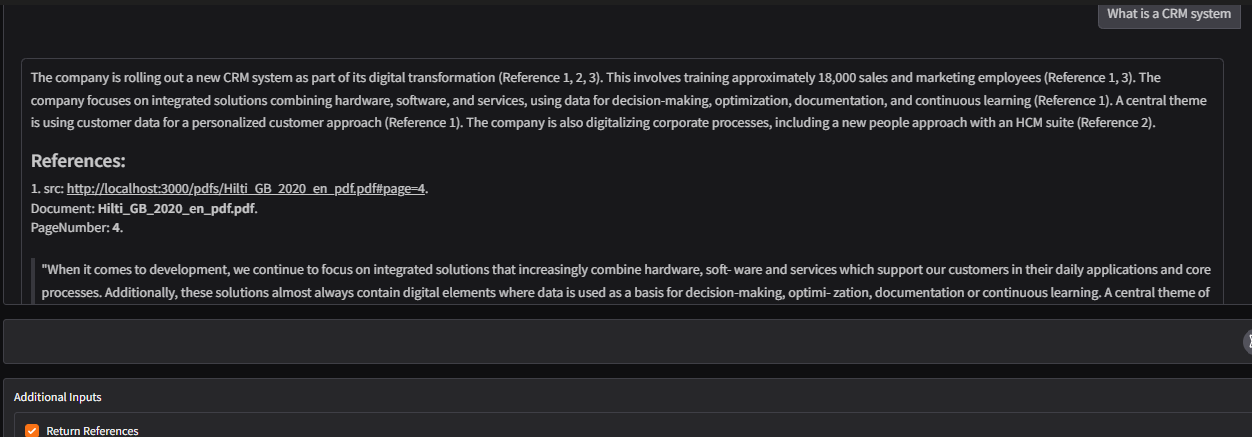 What is a CRM system
The company is rolling out a new CRM system as part of its digital transformation (Reference 1, 2, 3). This involves training approximately 18,000 sales and marketing employees (Reference 1, 3). The
company focuses on integrated solutions combining hardware, software, and services, using data for decision-making, optimization, documentation, and continuous learning (Reference 1). A central theme
is using customer data for a personalized customer approach (Reference 1). The company is also digitalizing corporate processes, including a new people approach with an HCM suite (Reference 2).
References:
1. src: http://localhost:3000/pdfs/Hilti_GB_2020_en_pdf.pdf#page=4.
Document: Hilti_GB_2020_en_pdf.pdf.
PageNumber: 4.
"When it comes to development, we continue to focus on integrated solutions that increasingly combine hardware, soft- ware and services which support our customers in their daily applications and core
processes. Additionally, these solutions almost always contain digital elements where data is used as a basis for decision-making, optimi- zation, documentation or continuous learning. A central theme of
Additional Inputs
Return References